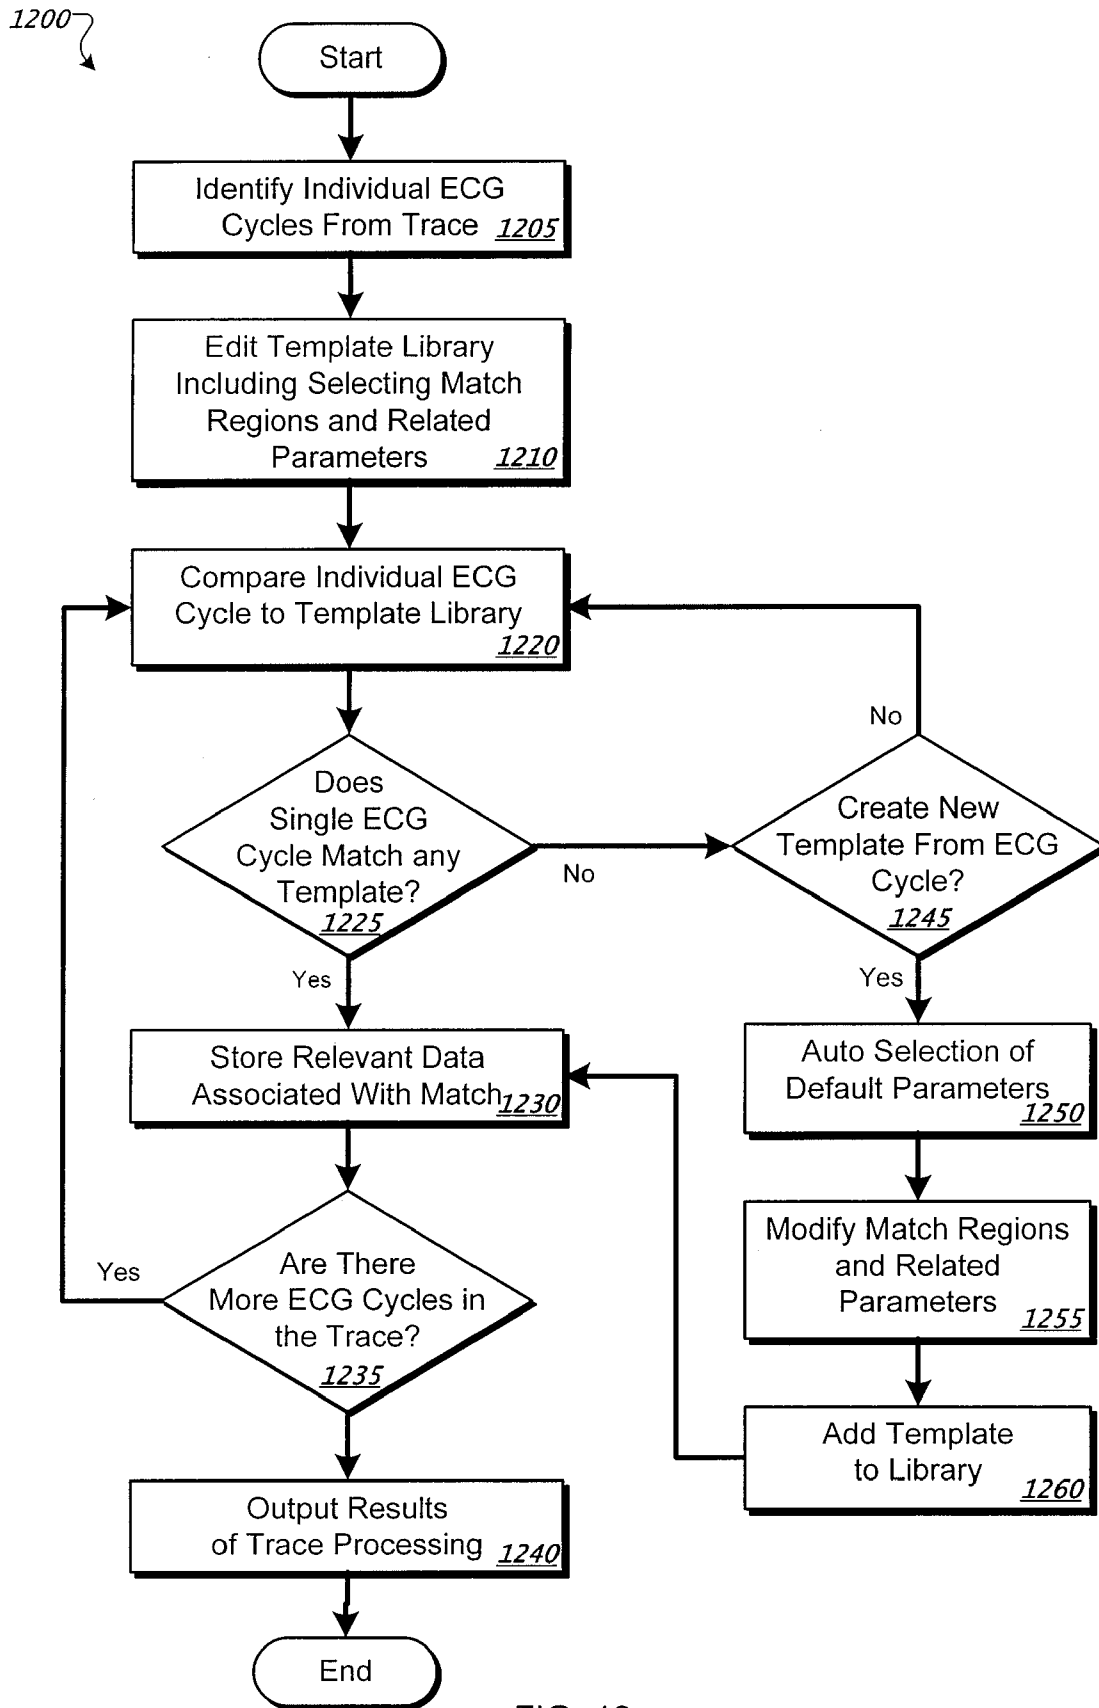 1200
Start
Identify Individual ECG
Cycles From Trace 1205
Edit Template Library
Including Selecting Match
Regions and Related
Parameters 1210
Compare Individual ECG
Cycle to Template Library
1220
Does
Single ECG
Cycle Match any
Template?
1225
No
Yes
Create New
Template From ECG
Cycle?
1245
No
Yes
Store Relevant Data
Associated With Match 1230
Auto Selection of
Default Parameters
1250
Are There
More ECG Cycles in
the Trace?
1235
Yes
Modify Match Regions
and Related
Parameters 1255
Add Template
to Library 1260
Output Results
of Trace Processing 1240
End